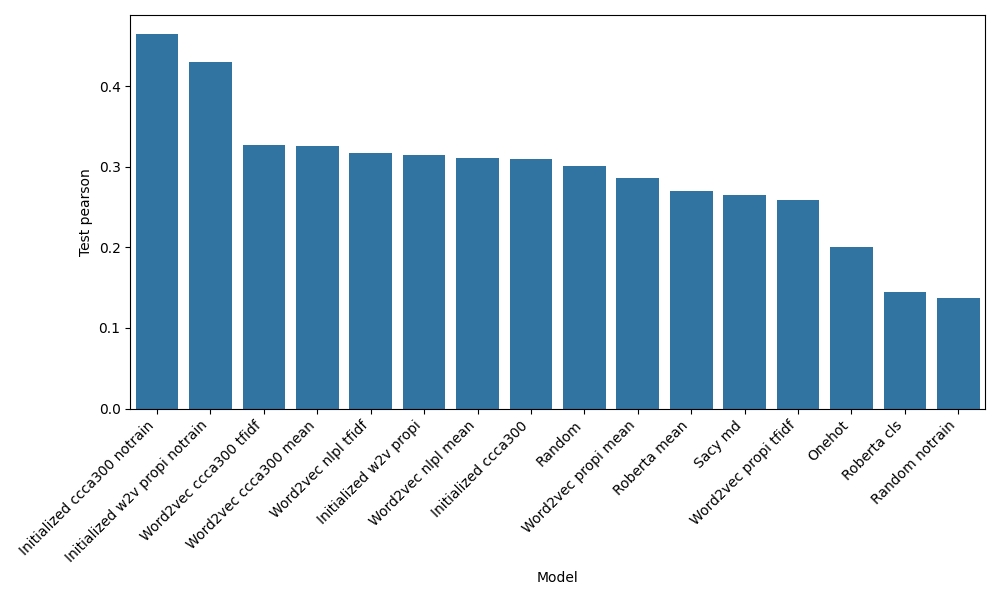 Test pearson
0.4
0.3
0.2
0.1
0.0
Initialized ccca300 notrain
Initialized w2v propi notrain
Word2vec ccca300 tfidf
Word2vec ccca300 mean
Word2vec nlpl tfidf
Initialized w2v propi
Word2vec nlpl mean
Initialized ccca300
Random
Word2vec propi mean
Roberta mean
Sacy md
Word2vec propi tfidf
Onehot
Roberta cls
Random notrain
Model